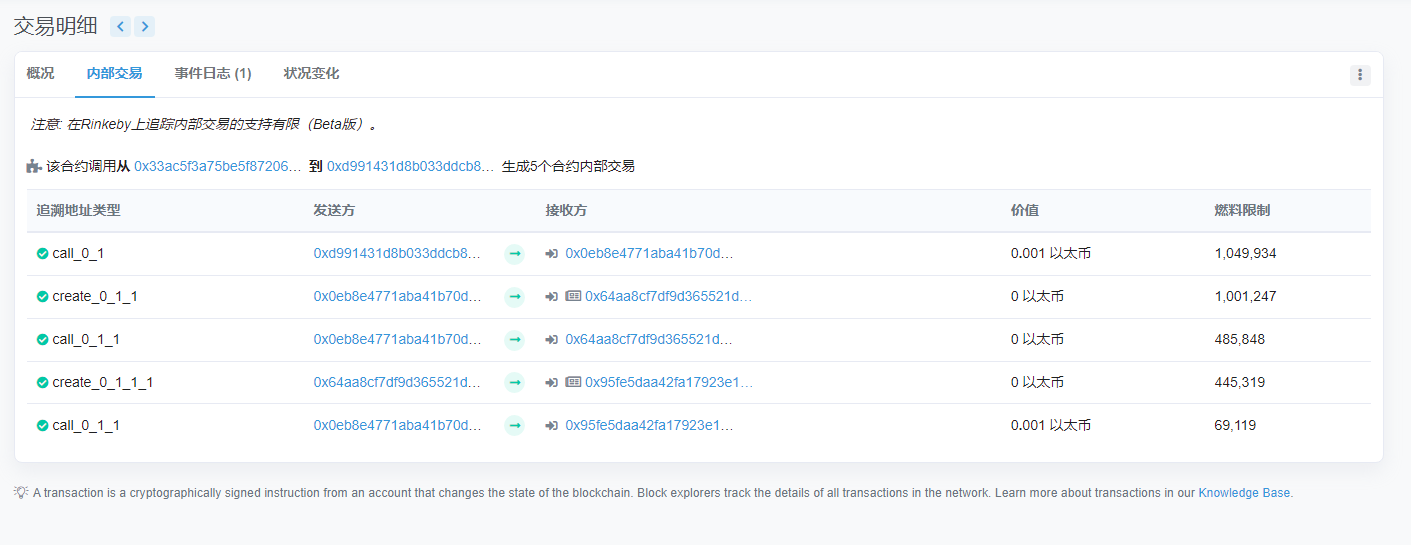 交易明细
概况 内部交易 事件日志 (1) 状况变化
注意: 在Rinkeby上追踪内部交易的支持有限（Beta版）。
该合约调用从 0x33ac5f3a75be5f87206... 到 0xd991431d8b033ddcb8... 生成5个合约内部交易
追溯地址类型 发送方 接收方 价值 燃料限制
call_0_1 0xd991431d8b033ddcb8... 0x0eb8e4771aba41b70d... 0.001 以太币 1,049,934
create_0_1_1 0x0eb8e4771aba41b70d... 0x64aa8cf7df9d365521d... 0 以太币 1,001,247
call_0_1_1 0x0eb8e4771aba41b70d... 0x64aa8cf7df9d365521d... 0 以太币 485,848
create_0_1_1_1 0x64aa8cf7df9d365521d... 0x95fe5daa42fa17923e1... 0 以太币 445,319
call_0_1_1 0x0eb8e4771aba41b70d... 0x95fe5daa42fa17923e1... 0.001 以太币 69,119
A transaction is a cryptographically signed instruction from an account that changes the state of the blockchain. Block explorers track the details of all transactions in the network. Learn more about transactions in our Knowledge Base.